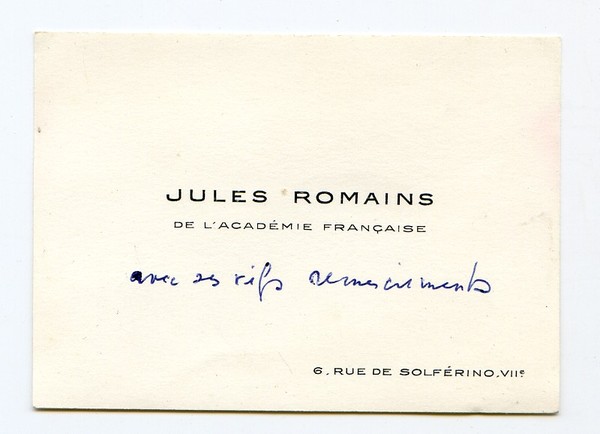 JULES ROMAINS
DE L'ACADÉMIE FRANÇAISE
avec ses vifs remerciements
6, RUE DE SOLFÉRINO.VIIe